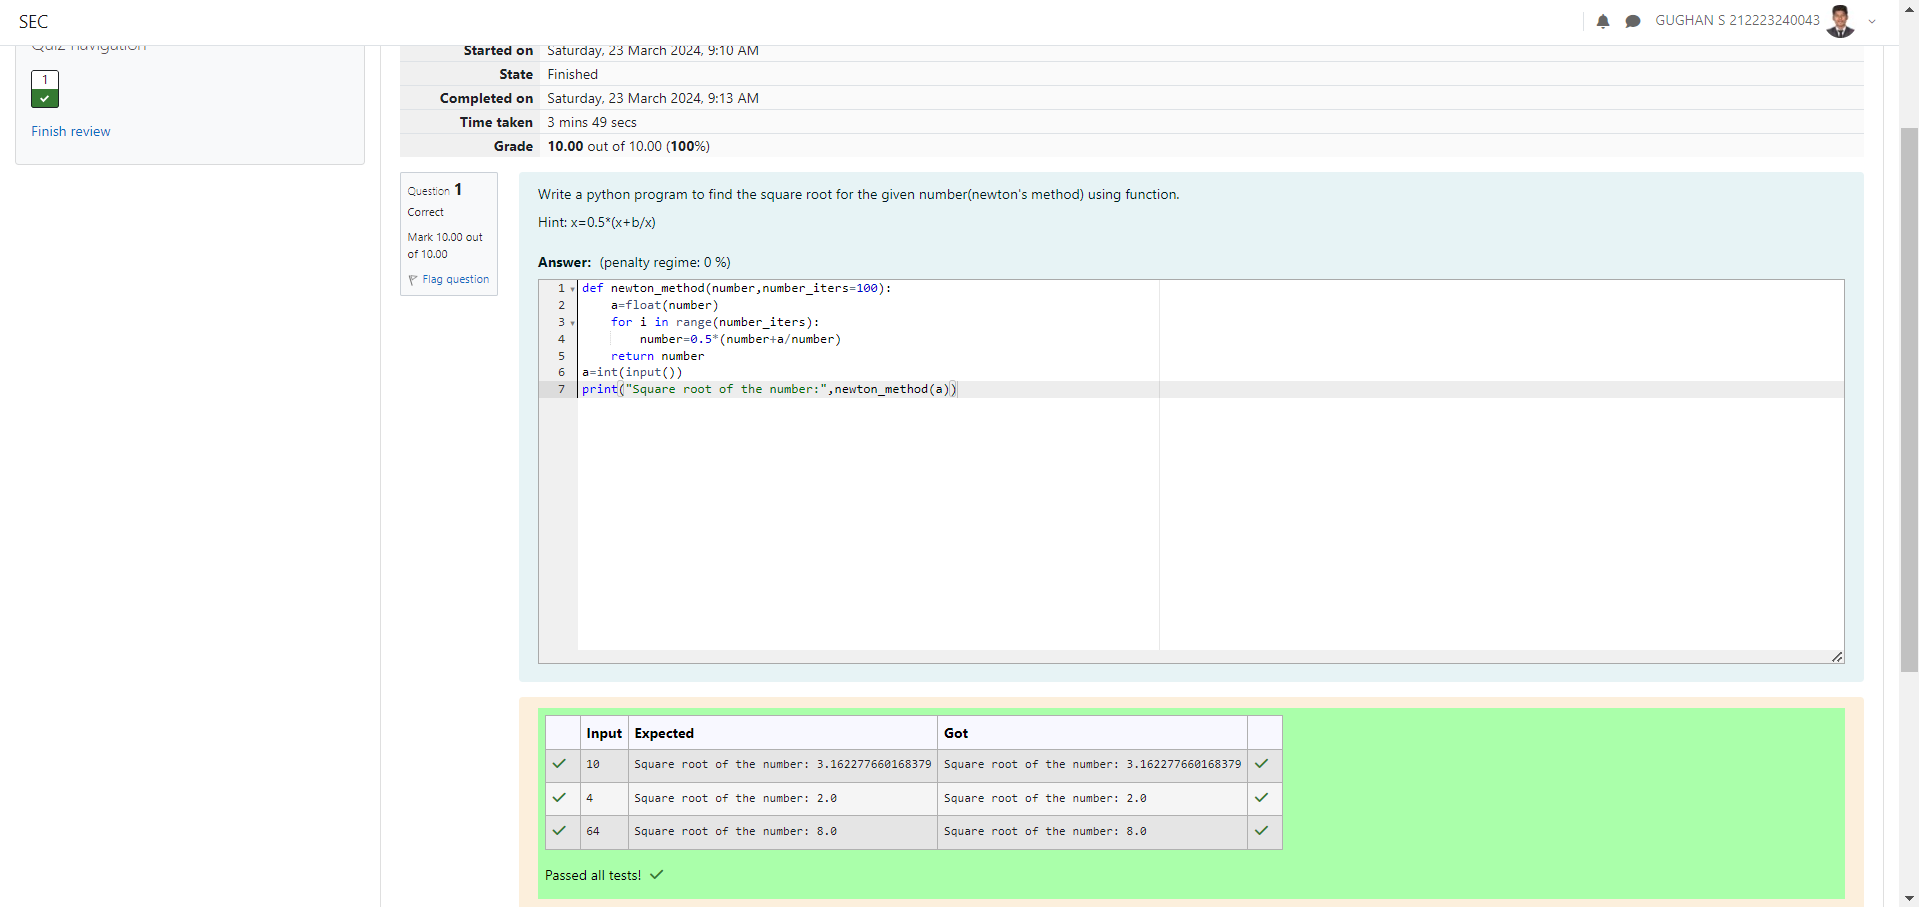 SEC
GUGHAN S 212223240043
Quiz navigation
1
Finish review
Started on Saturday, 23 March 2024, 9:10 AM
State Finished
Completed on Saturday, 23 March 2024, 9:13 AM
Time taken 3 mins 49 secs
Grade 10.00 out of 10.00 (100%)
Question 1
Correct
Mark 10.00 out
of 10.00
Flag question
Write a python program to find the square root for the given number(newton's method) using function.
Hint: x=0.5*(x+b/x)
Answer: (penalty regime: 0 %)
1 def newton_method(number,number_iters=100):
2     a=float(number)
3     for i in range(number_iters):
4         number=0.5*(number+a/number)
5     return number
6 a=int(input())
7 print("Square root of the number:",newton_method(a))
Input Expected Got
10 Square root of the number: 3.162277660168379 Square root of the number: 3.162277660168379
4 Square root of the number: 2.0 Square root of the number: 2.0
64 Square root of the number: 8.0 Square root of the number: 8.0
Passed all tests!